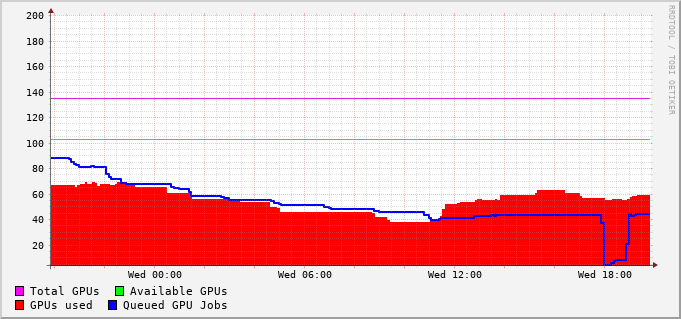 200
180
160
140
120
100
80
60
40
20
Wed 00:00 Wed 06:00 Wed 12:00 Wed 18:00
Total GPUs Available GPUs
GPUs used Queued GPU Jobs
RRDTOOL / TOBI OETIKER